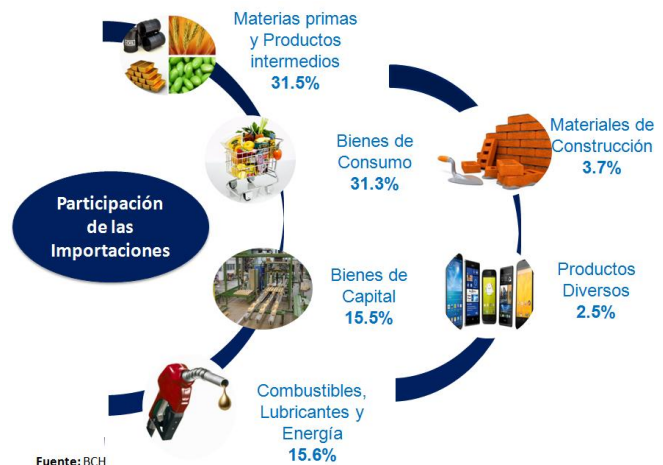 Materias primas
y Productos
intermedios
31.5%
Bienes de
Consumo
31.3%
Materiales de
Construcción
3.7%
Participación
de las
Importaciones
Bienes de
Capital
15.5%
Productos
Diversos
2.5%
Combustibles,
Lubricantes y
Energía
15.6%
Fuente: BCH